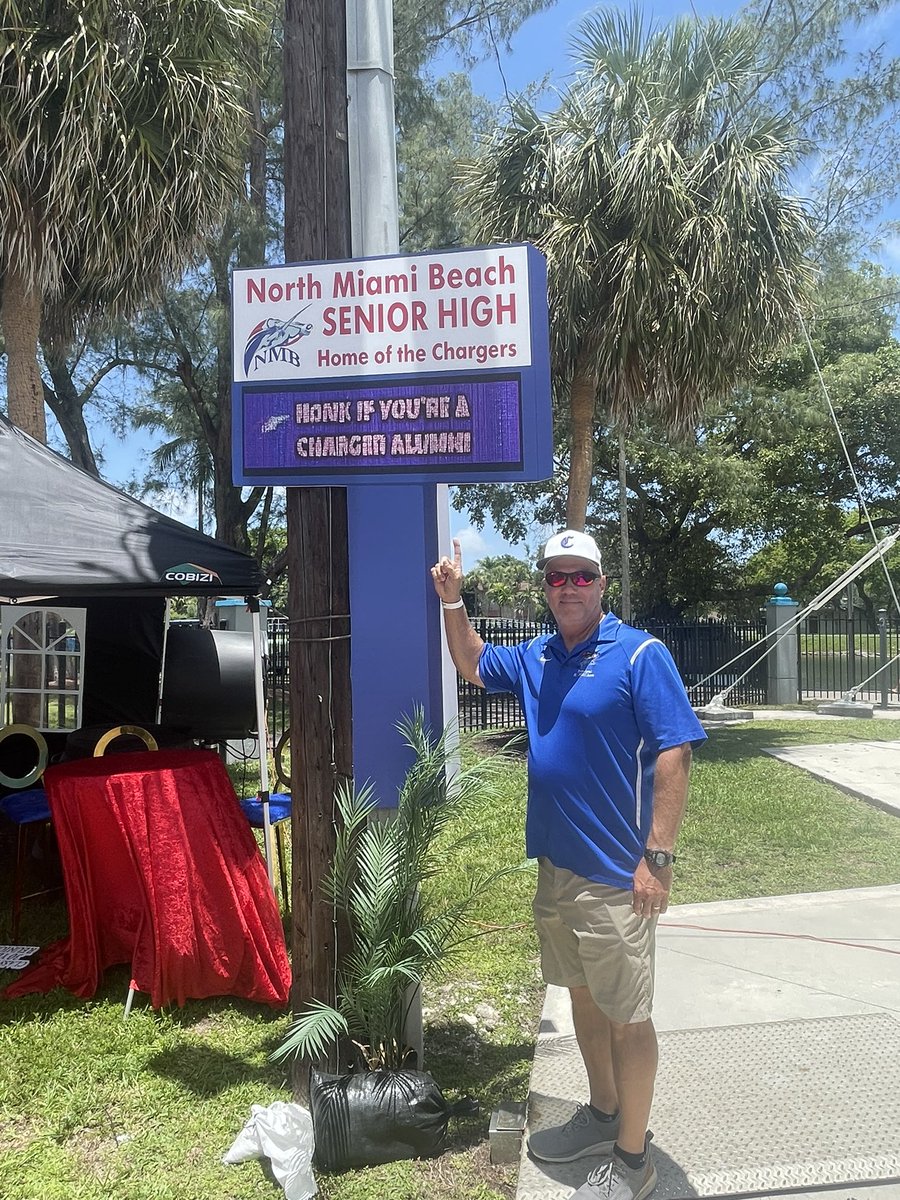 North Miami Beach
SENIOR HIGH
NMB
Home of the Chargers
HONK IF YOU'RE A
CHARGER ALUMNI
COBIZI
C